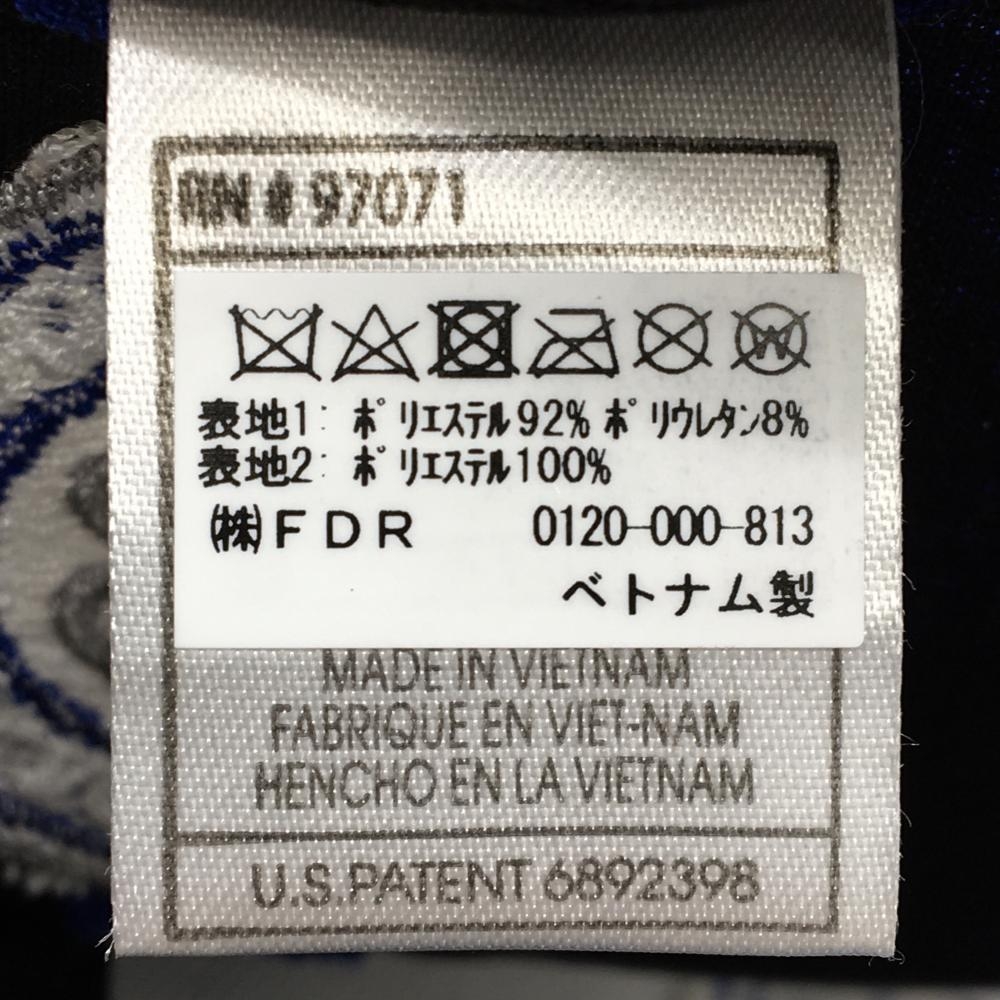 RN # 97071
W
表地1: ポリエステル92% ポリウレタン8%
表地2: ポリエステル100%
㈱FDR 0120-000-813
ベトナム製
MADE IN VIETNAM
FABRIQUE EN VIET-NAM
HENCHO EN LA VIETNAM
U.S.PATENT 6892398